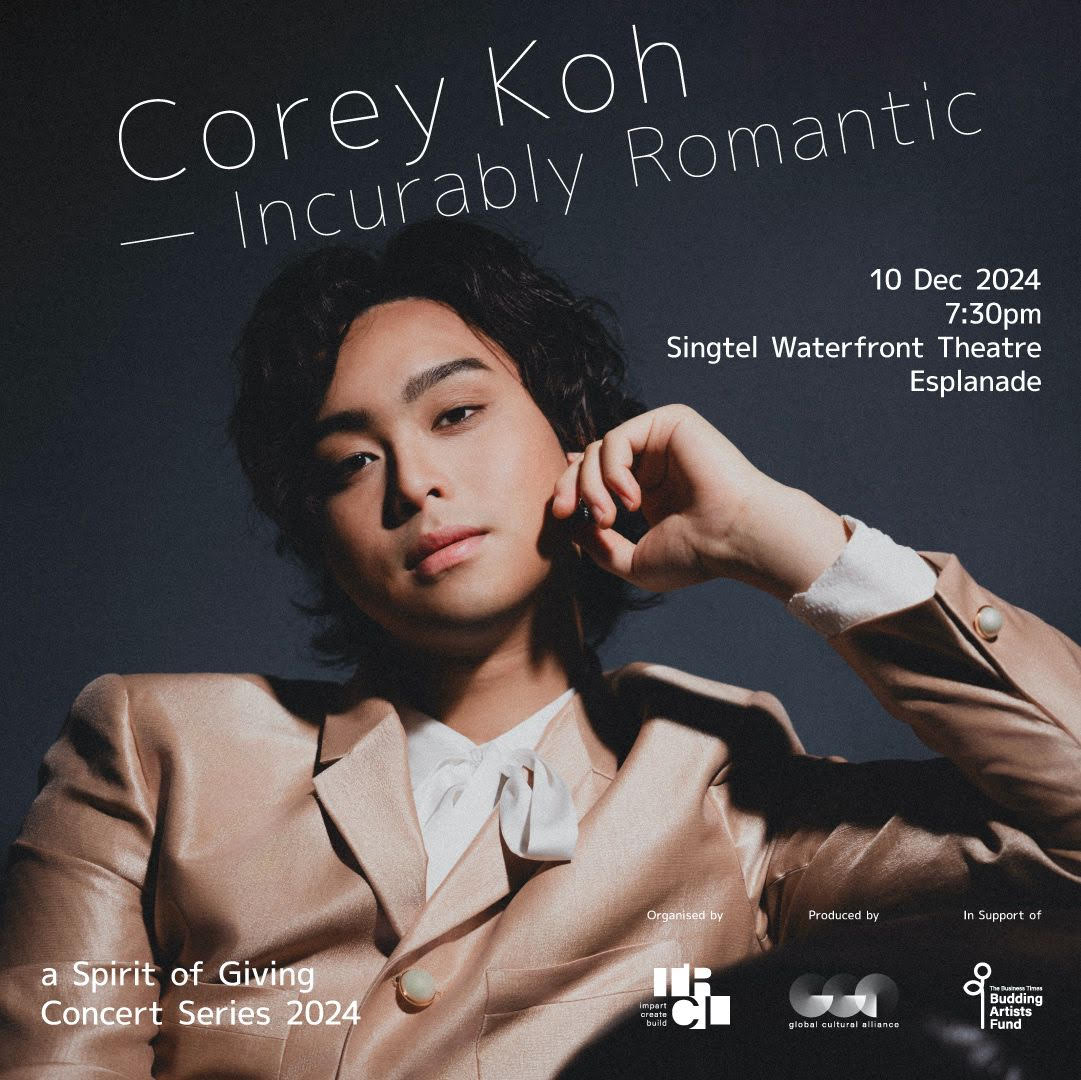 Corey Koh
— Incurably Romantic
10 Dec 2024
7:30pm
Singtel Waterfront Theatre
Esplanade
Organised by
Produced by
In Support of
impart
create
build
global cultural alliance
The Business Times
Budding
Artists
Fund
a Spirit of Giving
Concert Series 2024